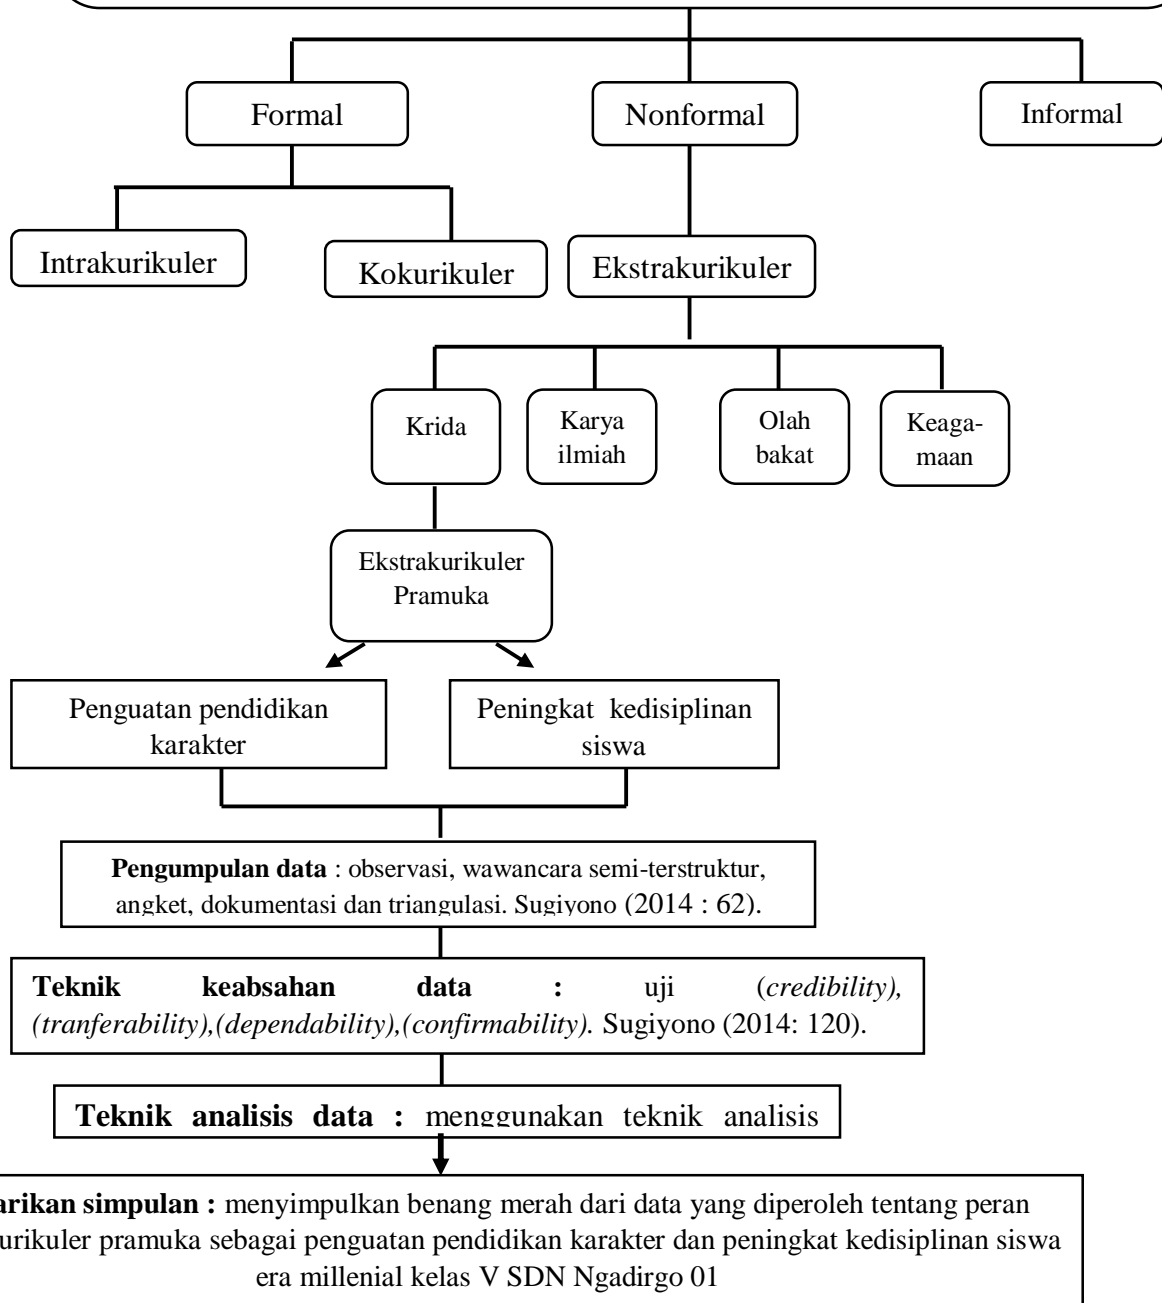 Formal
Nonformal
Informal
Intrakurikuler
Kokurikuler
Ekstrakurikuler
Krida
Karya
ilmiah
Olah
bakat
Keaga-
maan
Ekstrakurikuler
Pramuka
Penguatan pendidikan
karakter
Peningkat kedisiplinan
siswa
Pengumpulan data : observasi, wawancara semi-terstruktur,
angket, dokumentasi dan triangulasi. Sugiyono (2014 : 62).
Teknik keabsahan data : uji (credibility),
(tranferability),(dependability),(confirmability). Sugiyono (2014: 120).
Teknik analisis data : menggunakan teknik analisis
simpulan : menyimpulkan benang merah dari data yang diperoleh tentang peran
pramuka sebagai penguatan pendidikan karakter dan peningkat kedisiplinan siswa
era millenial kelas V SDN Ngadirgo 01